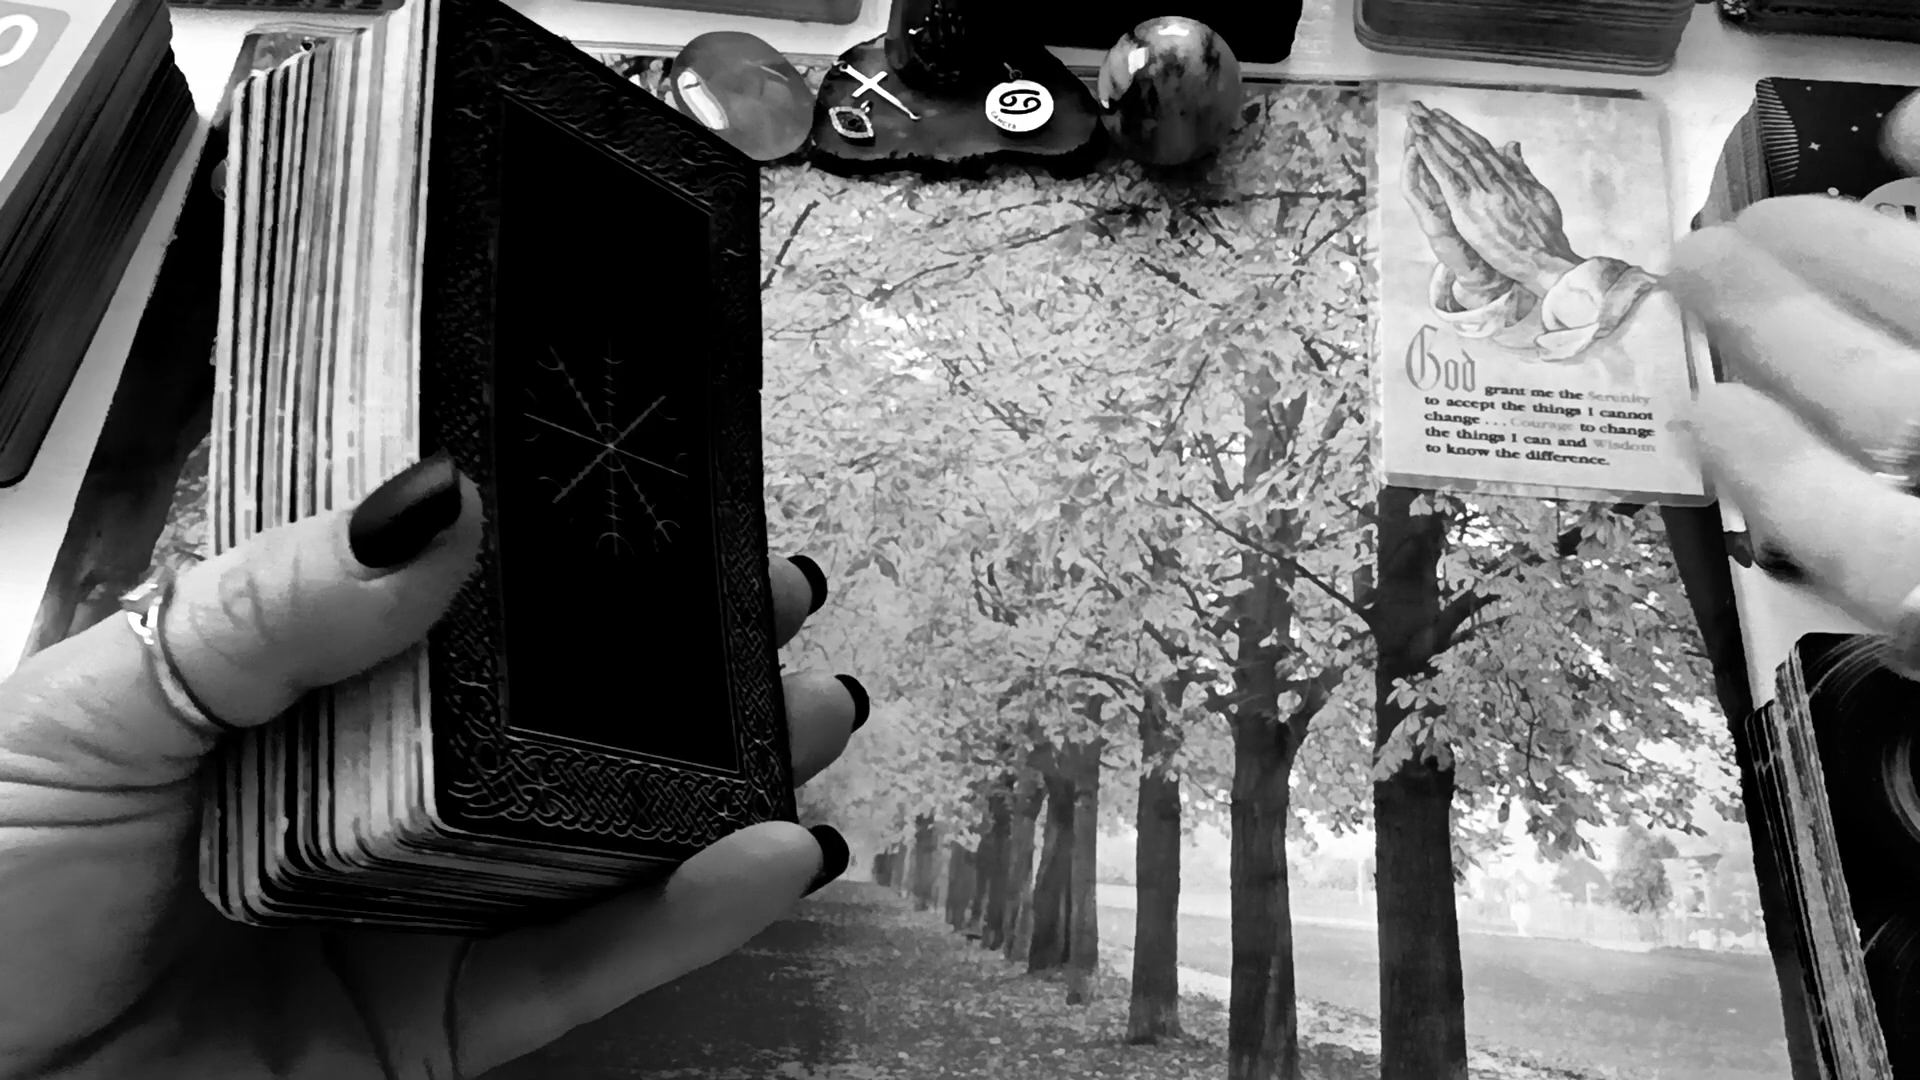 CANCER
God
grant me the Serenity
to accept the things I cannot
change . . . Courage to change
the things I can and Wisdom
to know the difference.